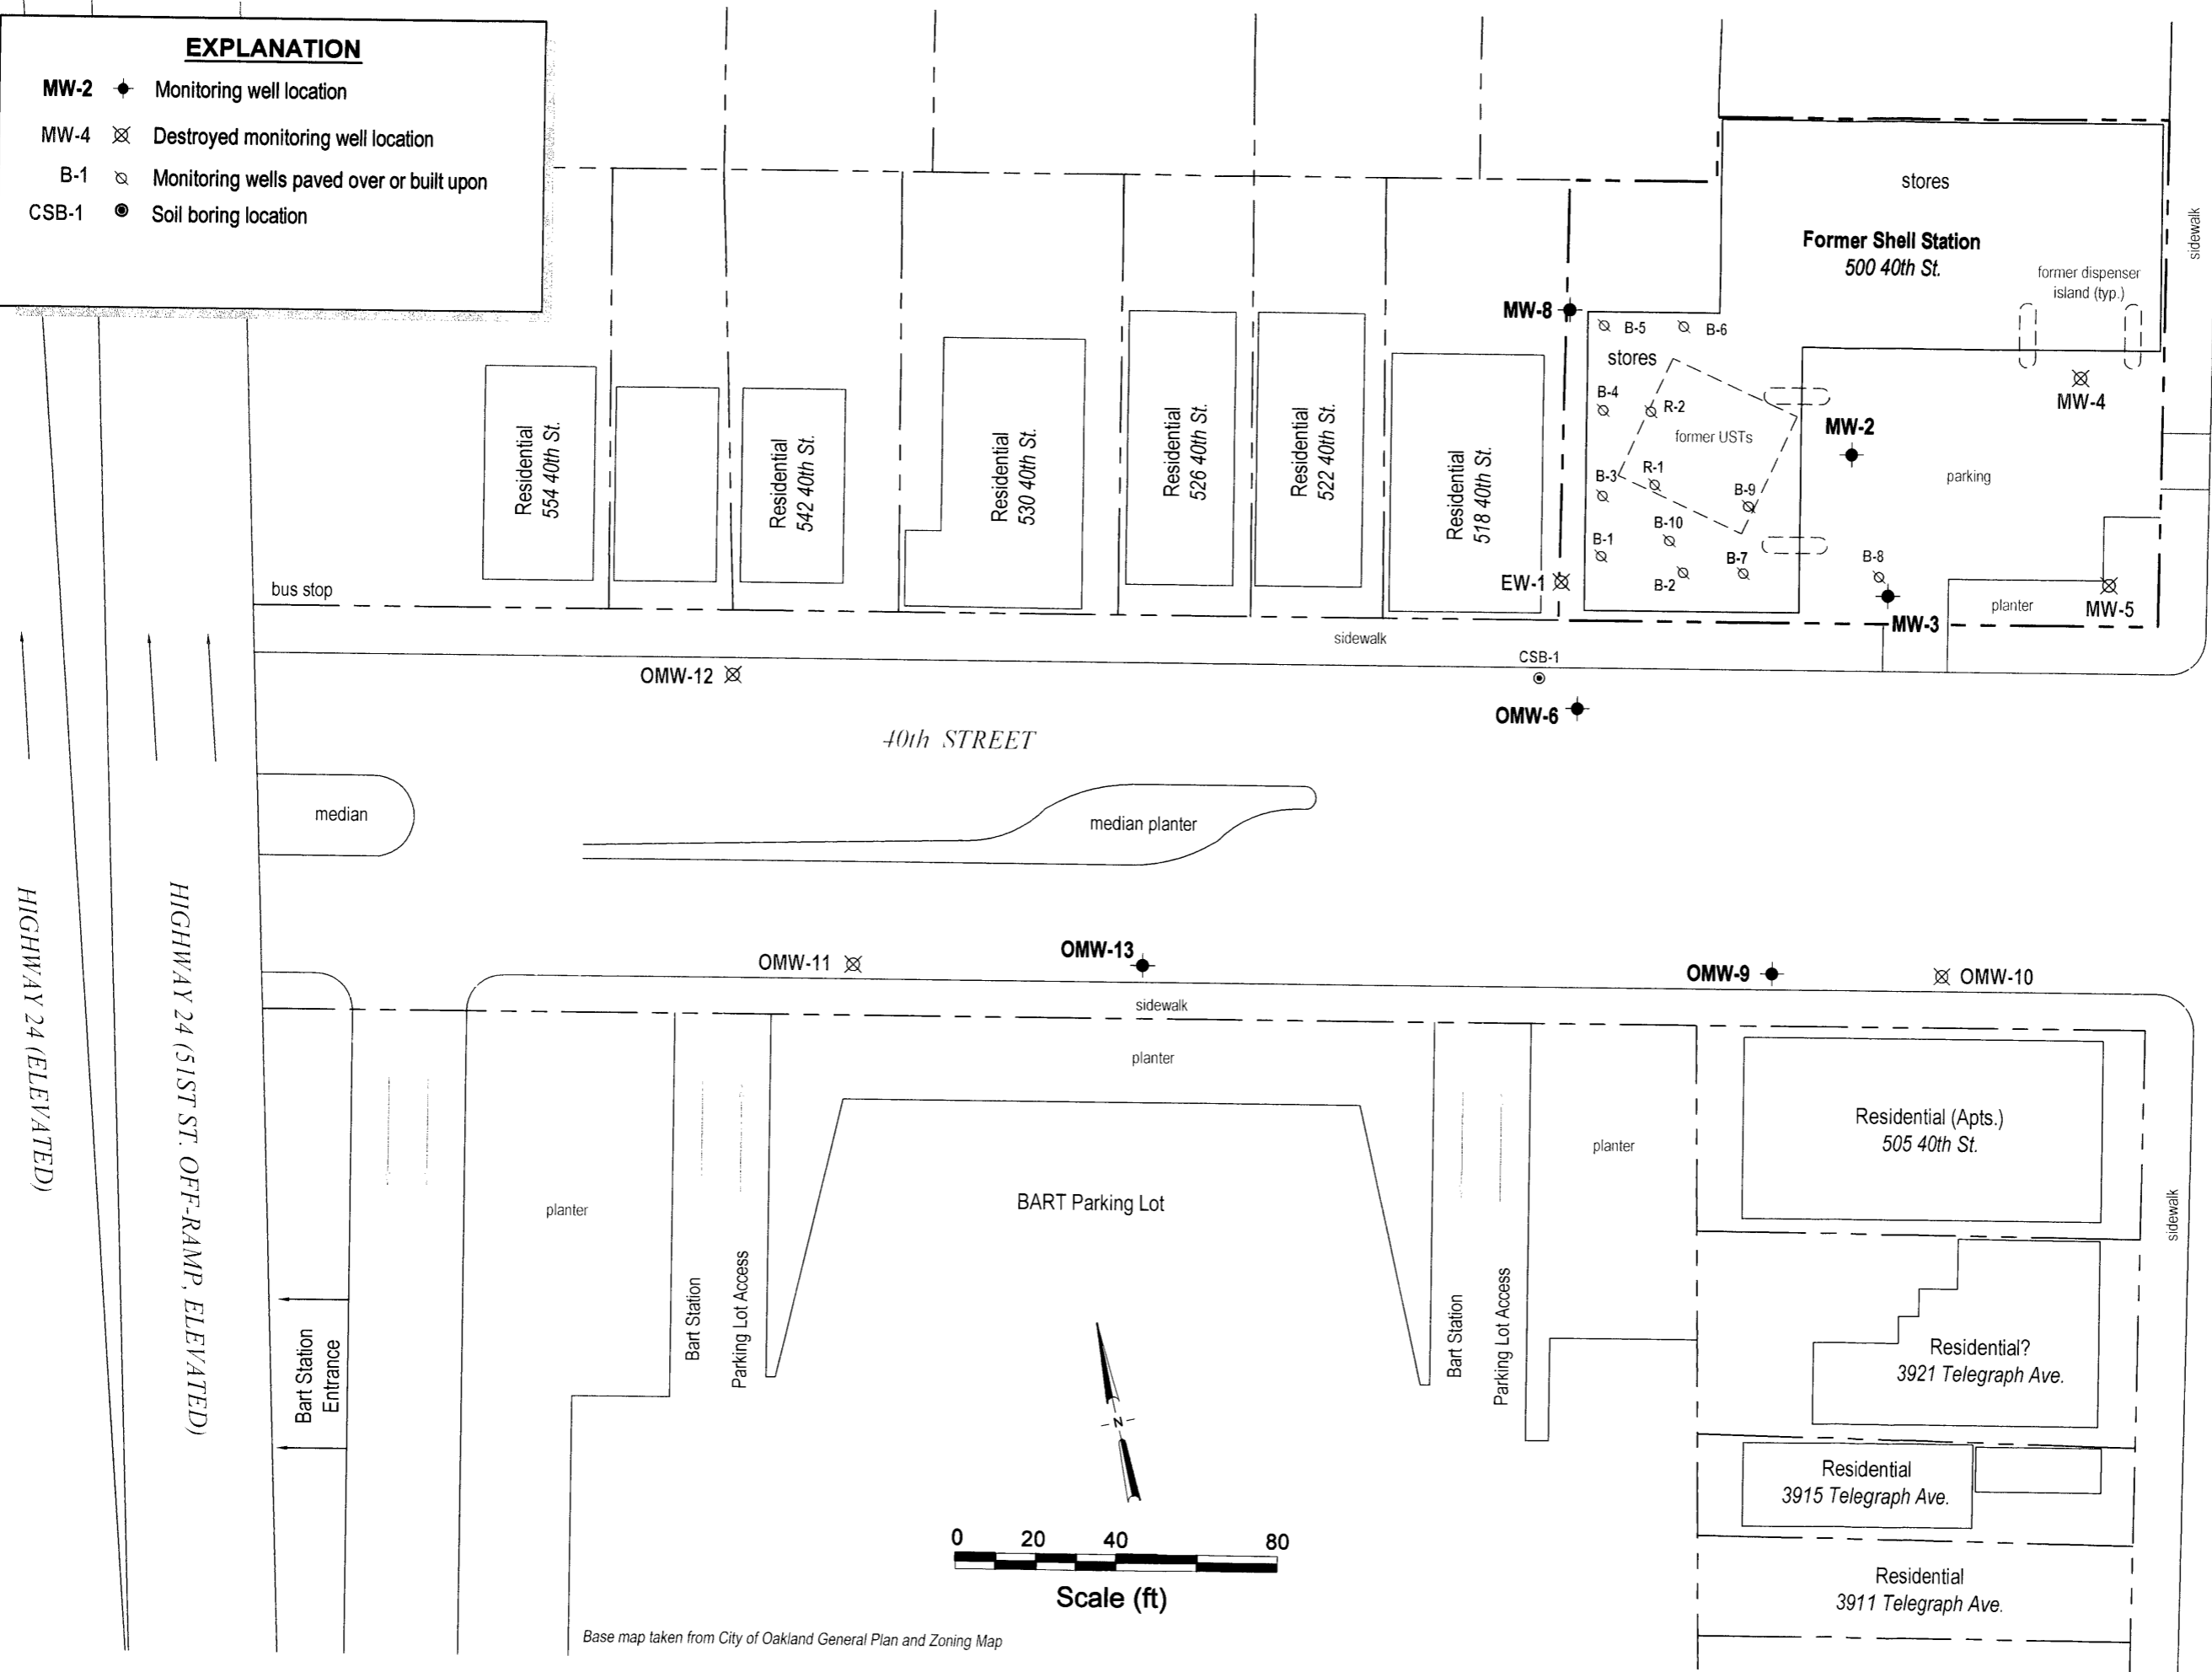 EXPLANATION
MW-2 Monitoring well location
MW-4 Destroyed monitoring well location
B-1 Monitoring wells paved over or built upon
CSB-1 Soil boring location
stores
Former Shell Station
500 40th St.
former dispenser
island (typ.)
sidewalk
MW-8
B-5
B-6
stores
B-4
R-2
former USTs
MW-2
MW-4
parking
B-3
R-1
B-9
B-10
B-1
B-2
B-7
B-8
EW-1
MW-3
planter
MW-5
Residential
554 40th St.
Residential
542 40th St.
Residential
530 40th St.
Residential
526 40th St.
Residential
522 40th St.
Residential
518 40th St.
bus stop
sidewalk
CSB-1
OMW-12
OMW-6
40th STREET
median
median planter
HIGHWAY 24 (ELEVATED)
HIGHWAY 24 (51ST ST. OFF-RAMP, ELEVATED)
OMW-11
OMW-13
OMW-9
OMW-10
sidewalk
planter
planter
planter
BART Parking Lot
Bart Station
Parking Lot Access
Bart Station
Parking Lot Access
Bart Station
Entrance
Residential (Apts.)
505 40th St.
sidewalk
Residential?
3921 Telegraph Ave.
Residential
3915 Telegraph Ave.
Residential
3911 Telegraph Ave.
N
0 20 40 80
Scale (ft)
Base map taken from City of Oakland General Plan and Zoning Map